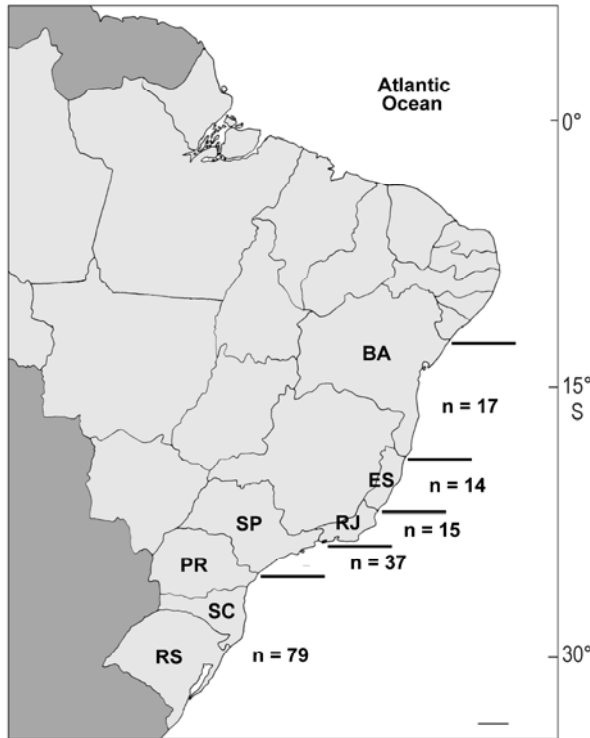 Atlantic
Ocean
0°
BA
15°
S
n = 17
ES
n = 14
SP
RJ
n = 15
PR
n = 37
SC
RS
n = 79
30°